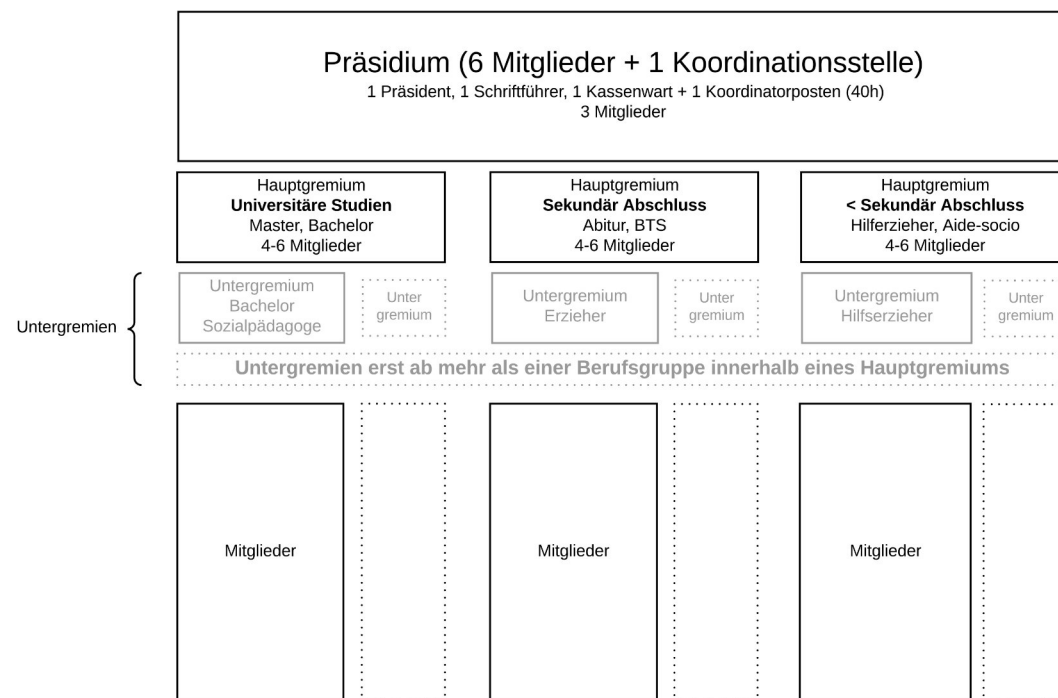 Präsidium (6 Mitglieder + 1 Koordinationsstelle)
1 Präsident, 1 Schriftführer, 1 Kassenwart + 1 Koordinatorposten (40h)
3 Mitglieder
Hauptgremium
Universitäre Studien
Master, Bachelor
4-6 Mitglieder
Hauptgremium
Sekundär Abschluss
Abitur, BTS
4-6 Mitglieder
Hauptgremium
< Sekundär Abschluss
Hilferzieher, Aide-socio
4-6 Mitglieder
Untergremien
Untergremium
Bachelor
Sozialpädagoge
Unter
gremium
Untergremium
Erzieher
Unter
gremium
Untergremium
Hilfserzieher
Unter
gremium
Untergremien erst ab mehr als einer Berufsgruppe innerhalb eines Hauptgremiums
Mitglieder
Mitglieder
Mitglieder